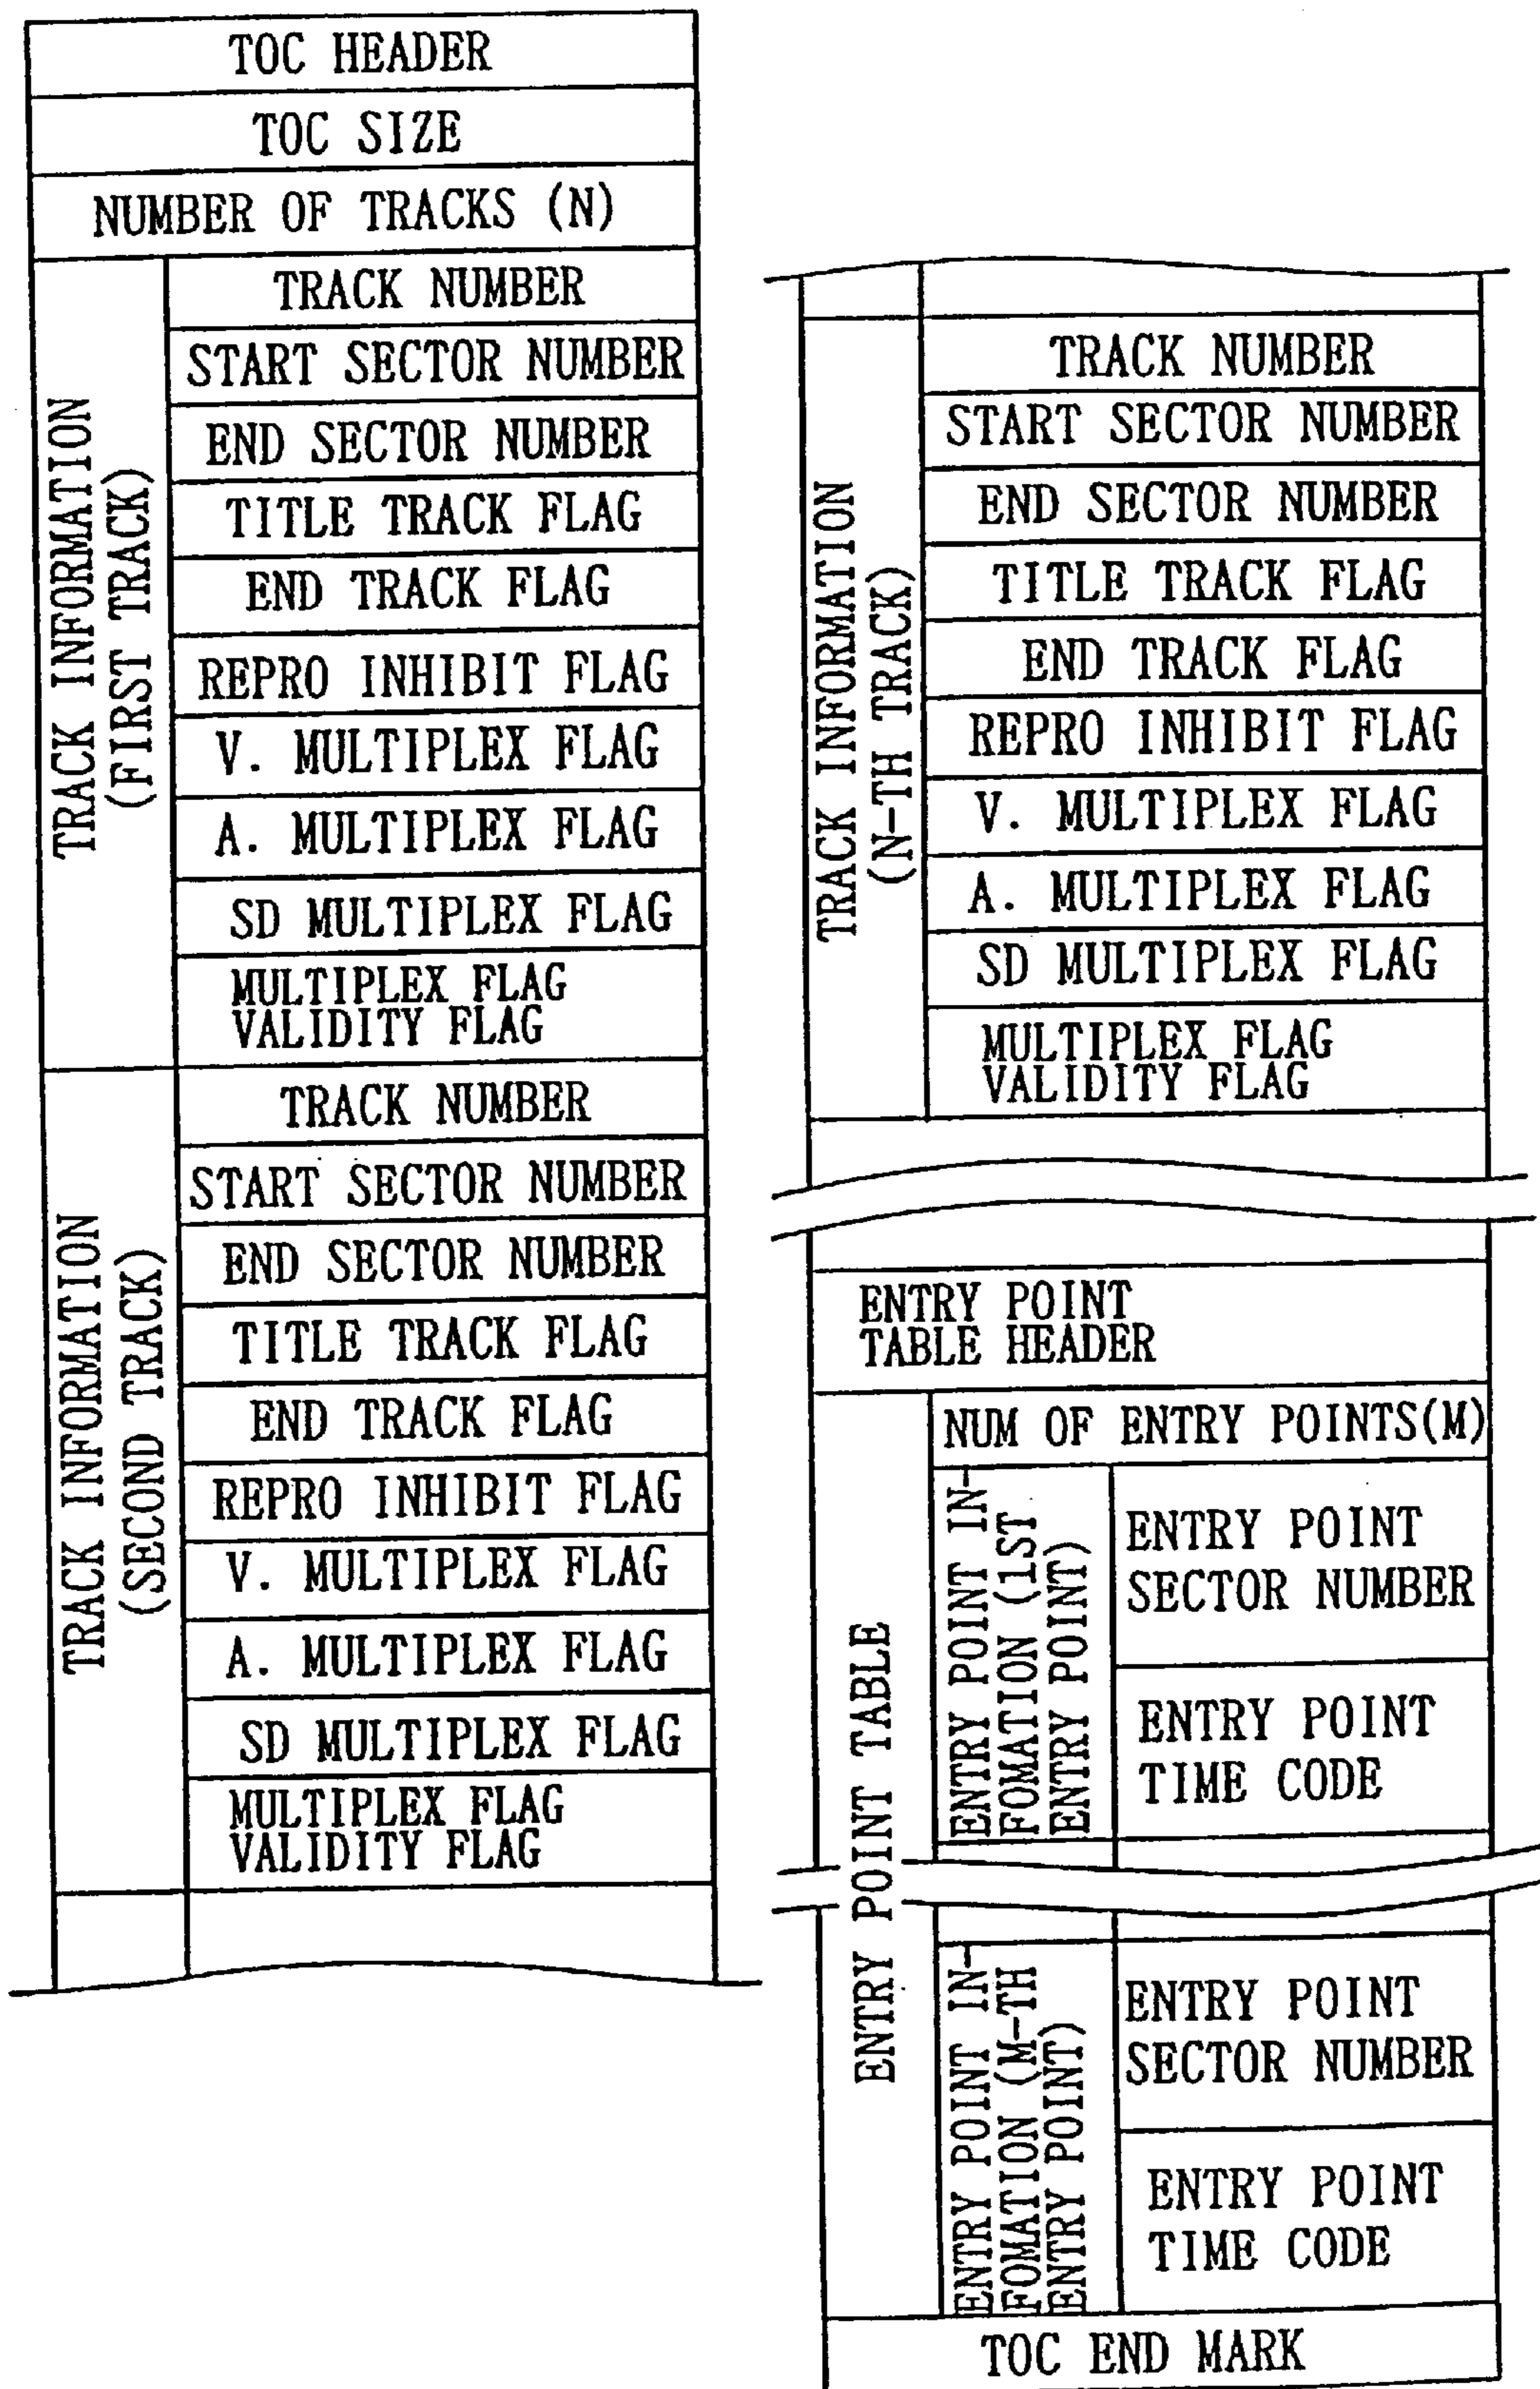 TOC HEADER
TOC SIZE
NUMBER OF TRACKS (N)
TRACK INFORMATION
(FIRST TRACK)
TRACK NUMBER
START SECTOR NUMBER
END SECTOR NUMBER
TITLE TRACK FLAG
END TRACK FLAG
REPRO INHIBIT FLAG
V. MULTIPLEX FLAG
A. MULTIPLEX FLAG
SD MULTIPLEX FLAG
MULTIPLEX FLAG
VALIDITY FLAG
TRACK INFORMATION
(SECOND TRACK)
TRACK NUMBER
START SECTOR NUMBER
END SECTOR NUMBER
TITLE TRACK FLAG
END TRACK FLAG
REPRO INHIBIT FLAG
V. MULTIPLEX FLAG
A. MULTIPLEX FLAG
SD MULTIPLEX FLAG
MULTIPLEX FLAG
VALIDITY FLAG
TRACK INFORMATION
(N-TH TRACK)
TRACK NUMBER
START SECTOR NUMBER
END SECTOR NUMBER
TITLE TRACK FLAG
END TRACK FLAG
REPRO INHIBIT FLAG
V. MULTIPLEX FLAG
A. MULTIPLEX FLAG
SD MULTIPLEX FLAG
MULTIPLEX FLAG
VALIDITY FLAG
ENTRY POINT
TABLE HEADER
ENTRY POINT TABLE
NUM OF ENTRY POINTS(M)
ENTRY POINT IN-
FOMATION (1ST
ENTRY POINT)
ENTRY POINT
SECTOR NUMBER
ENTRY POINT
TIME CODE
ENTRY POINT IN-
FOMATION (M-TH
ENTRY POINT)
ENTRY POINT
SECTOR NUMBER
ENTRY POINT
TIME CODE
TOC END MARK